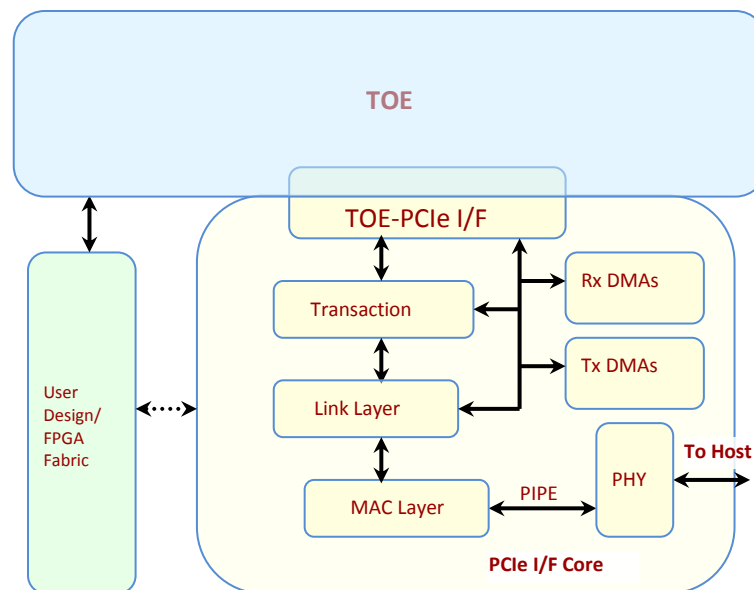 TOE
TOE-PCIe I/F
Rx DMAs
Transaction
Tx DMAs
User
Design/
FPGA
Fabric
Link Layer
To Host
PHY
PIPE
MAC Layer
PCIe I/F Core